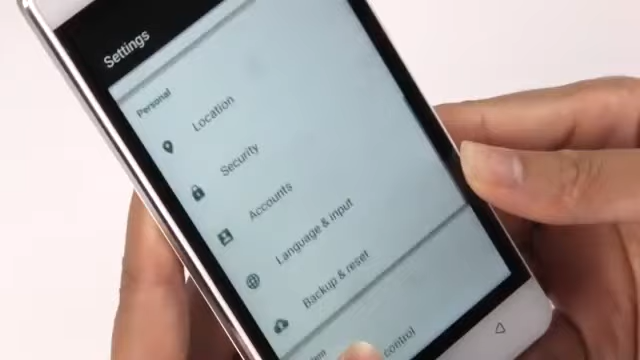 Settings
Personal
Location
Security
Accounts
Language & input
Backup & reset
control